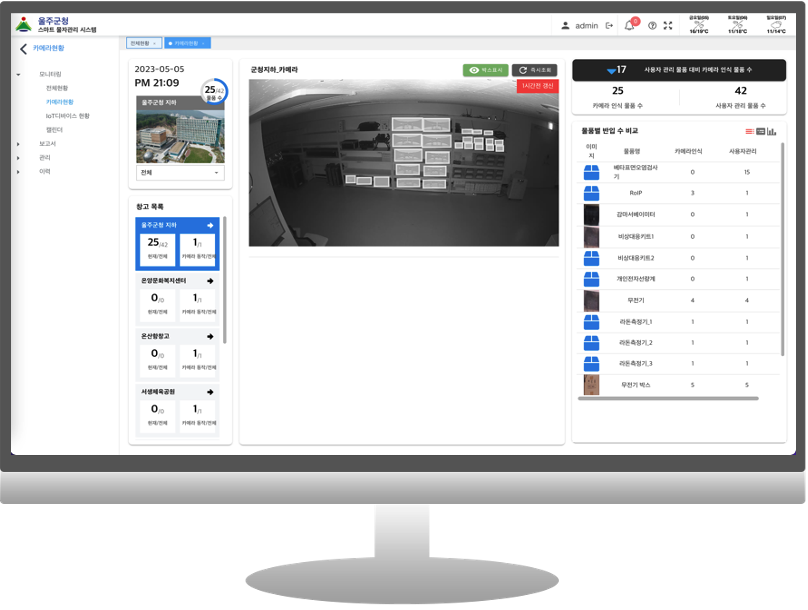 울주군청
스마트 물자관리 시스템
admin
8
금요일(05)
16/19°C
토요일(06)
11/18°C
일요일(07)
11/14°C
카메라현황
전체현황
카메라현황
모니터링
전체현황
카메라현황
IoT디바이스 현황
캘린더
보고서
관리
이력
2023-05-05
PM 21:09
25/42
물품 수
울주군청 지하
전체
창고 목록
울주군청 지하
25/42
현재/전체
1/1
카메라 동작/전체
온양문화복지센터
0/0
현재/전체
1/1
카메라 동작/전체
온산함창고
0/0
현재/전체
1/1
카메라 동작/전체
서생체육공원
0/0
현재/전체
1/1
카메라 동작/전체
군청지하_카메라
박스표시
즉시조회
1시간전 갱신
17 사용자 관리 물품 대비 카메라 인식 물품 수
25
카메라 인식 물품 수
42
사용자 관리 물품 수
물품별 반입 수 비교
이미지 물품명 카메라인식 사용자관리
베타표면오염검사기 0 15
RoIP 3 1
감마서베이미터 0 1
비상대응키트1 0 1
비상대응키트2 0 1
개인전자선량계 0 1
무전기 4 4
라돈측정기_1 1 1
라돈측정기_2 1 1
라돈측정기_3 1 1
무전기 박스 5 5